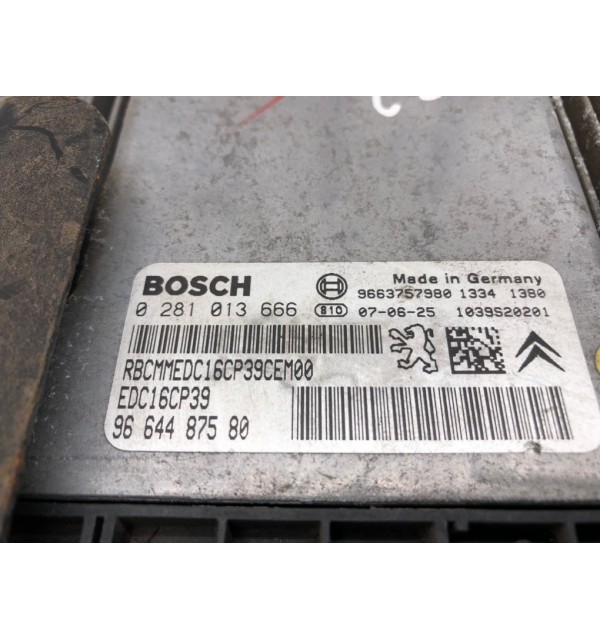 BOSCH
Made in Germany
9663757980 1334 1380
0 281 013 666
810 07-06-25 1039S20201
RBCMMEDC16CP39CEM00
EDC16CP39
96 644 875 80